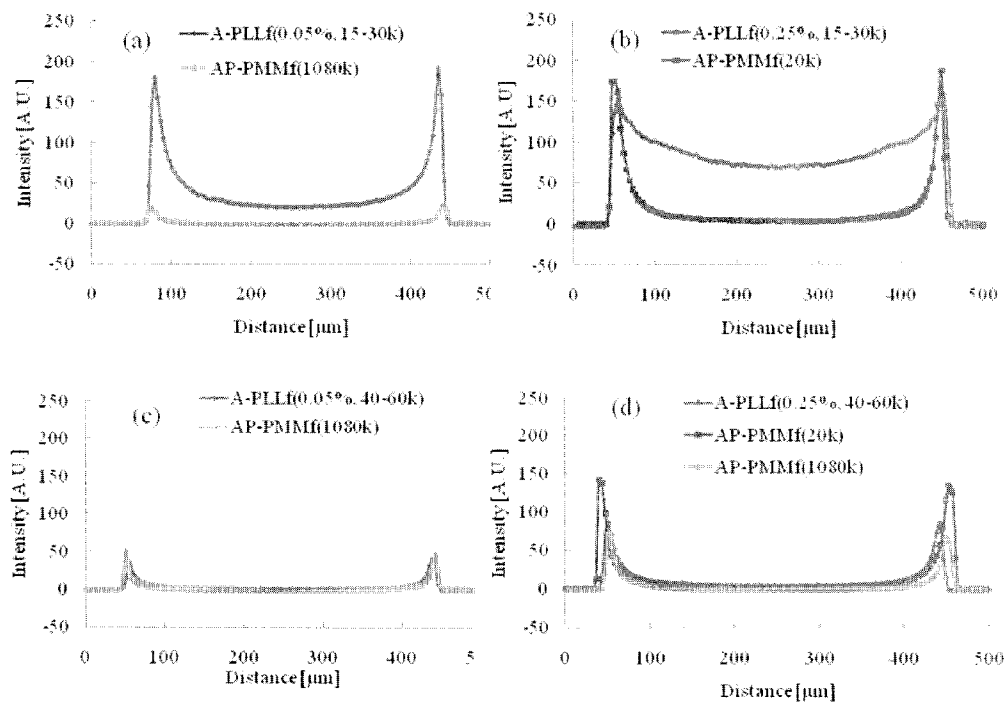 (a)
A-PLLf(0.05%, 15-30k)
AP-PMMf(1080k)
250
200
150
100
50
0
-50
Intensity [A.U.]
0 100 200 300 400 50
Distance[μm]
(b)
A-PLLf(0.25%, 15-30k)
AP-PMMf(20k)
250
200
150
100
50
0
-50
Intensity [A.U]
0 100 200 300 400 500
Distance[μm]
(c)
A-PLLf(0.05%, 40-60k)
AP-PMMf(1080k)
250
200
150
100
50
0
-50
Intensity [A.U.]
0 100 200 300 400 5
Distance[μm]
(d)
A-PLLf(0.25%, 40-60k)
AP-PMMf(20k)
AP-PMMf(1080k)
250
200
150
100
50
0
-50
Intensity [A.U.]
0 100 200 300 400 500
Distance[μm]